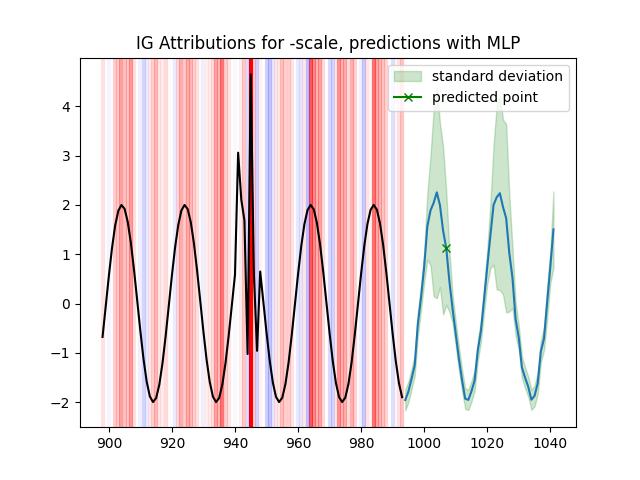 IG Attributions for -scale, predictions with MLP
standard deviation
predicted point
4
3
2
1
0
−1
−2
900 920 940 960 980 1000 1020 1040